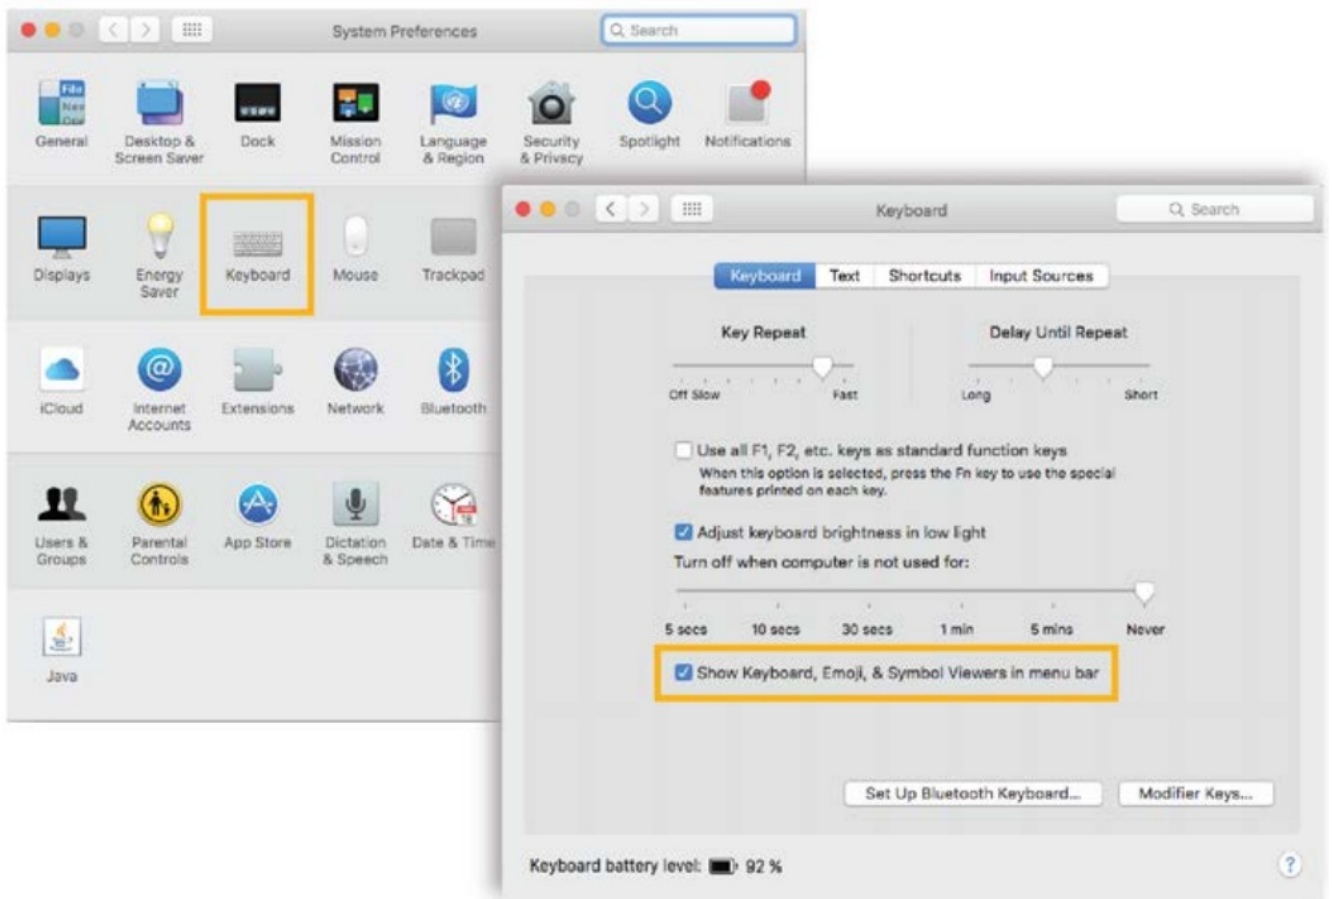 System Preferences
Search
File
New
General
Desktop &
Screen Saver
Dock
Mission
Control
Language
& Region
Security
& Privacy
Spotlight
Notifications
Displays
Energy
Saver
Keyboard
Mouse
Trackpad
iCloud
Internet
Accounts
Extensions
Network
Bluetooth
Users &
Groups
Parental
Controls
App Store
Dictation
& Speech
Date & Time
Java
Keyboard
Search
Keyboard Text Shortcuts Input Sources
Key Repeat Delay Until Repeat
Off Slow Fast Long Short
Use all F1, F2, etc. keys as standard function keys
When this option is selected, press the Fn key to use the special
features printed on each key.
Adjust keyboard brightness in low light
Turn off when computer is not used for:
5 secs 10 secs 30 secs 1 min 5 mins Never
Show Keyboard, Emoji, & Symbol Viewers in menu bar
Set Up Bluetooth Keyboard... Modifier Keys...
Keyboard battery level: 92 % ?